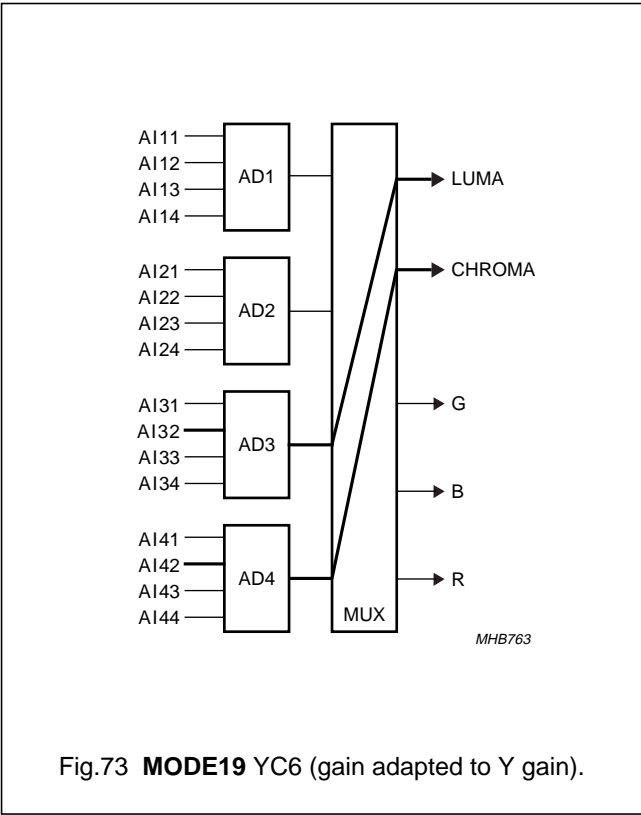 AI11
AI12
AI13
AI14
AD1
AI21
AI22
AI23
AI24
AD2
AI31
AI32
AI33
AI34
AD3
AI41
AI42
AI43
AI44
AD4
MUX
LUMA
CHROMA
G
B
R
MHB763
Fig.73 MODE19 YC6 (gain adapted to Y gain).